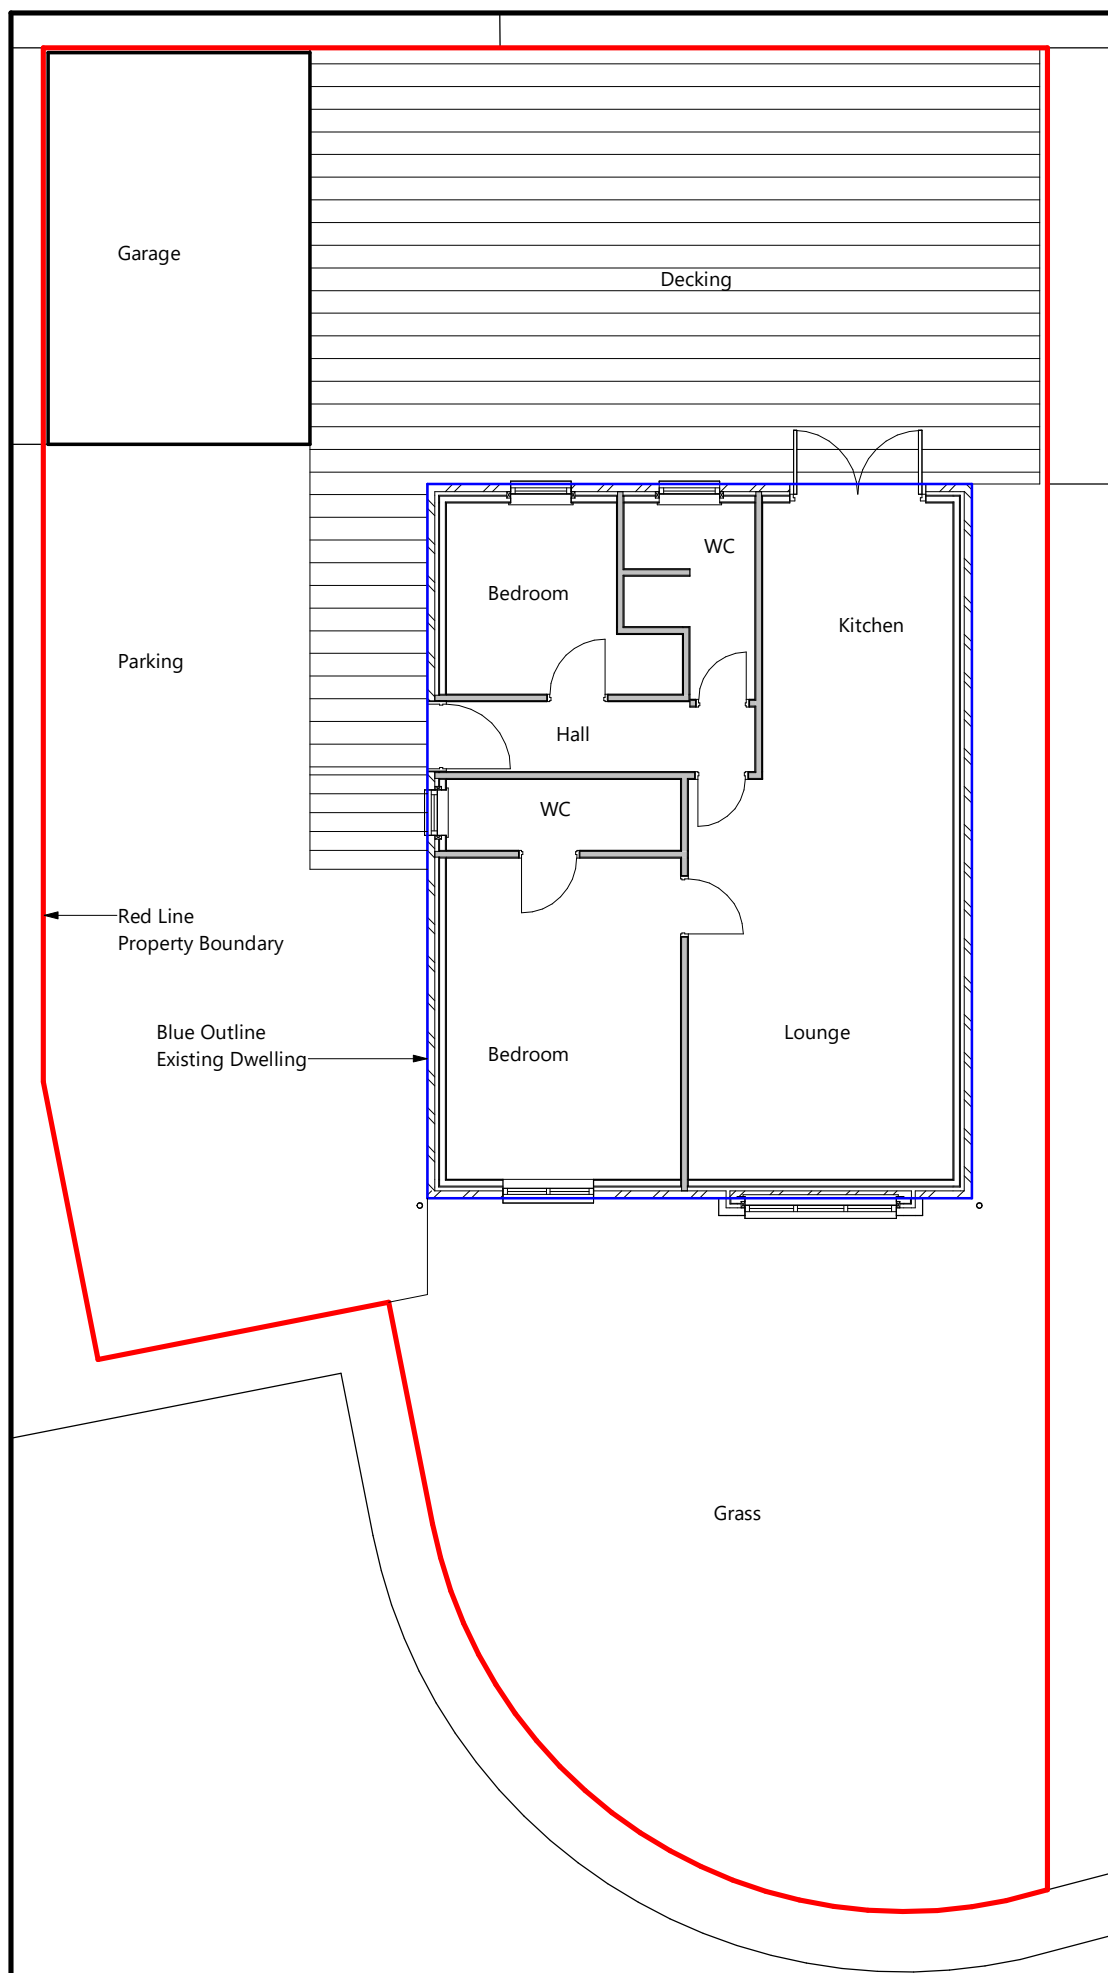 Garage
Decking
WC
Bedroom
Kitchen
Parking
Hall
WC
Red Line
Property Boundary
Blue Outline
Existing Dwelling
Bedroom
Lounge
Grass